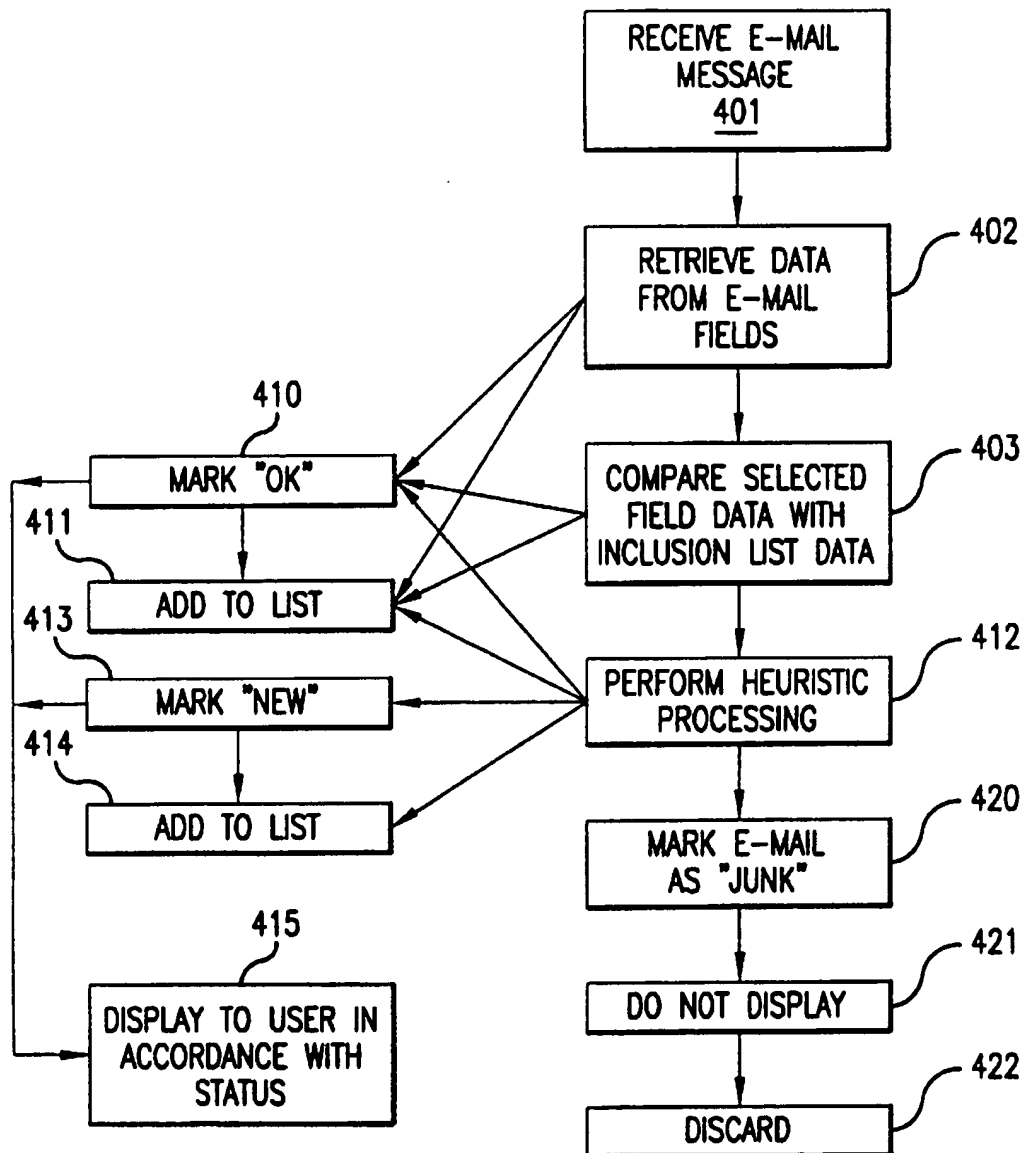 RECEIVE E-MAIL
MESSAGE
401
402
RETRIEVE DATA
FROM E-MAIL
FIELDS
410
MARK "OK"
403
COMPARE SELECTED
FIELD DATA WITH
INCLUSION LIST DATA
411
ADD TO LIST
413
MARK "NEW"
412
PERFORM HEURISTIC
PROCESSING
414
ADD TO LIST
420
MARK E-MAIL
AS "JUNK"
415
DISPLAY TO USER IN
ACCORDANCE WITH
STATUS
421
DO NOT DISPLAY
422
DISCARD